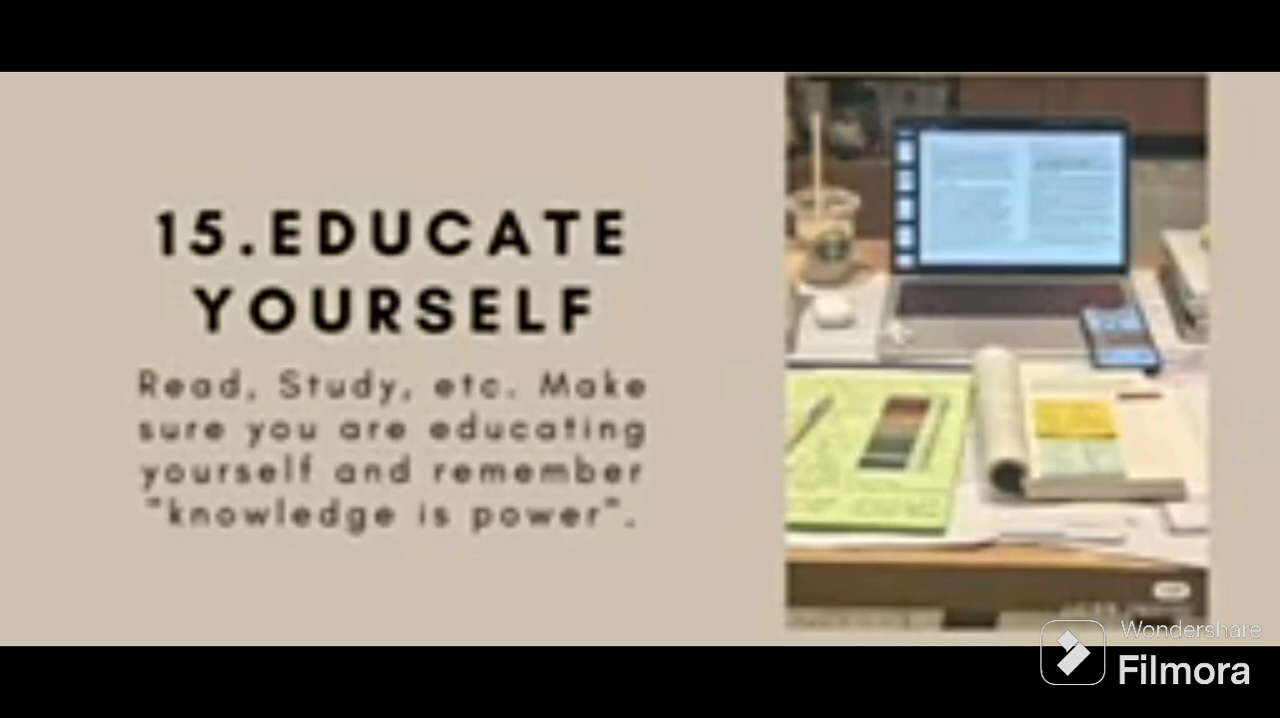 15.EDUCATE
YOURSELF
Read, Study, etc. Make
sure you are educating
yourself and remember
"knowledge is power".
Wondershare
Filmora